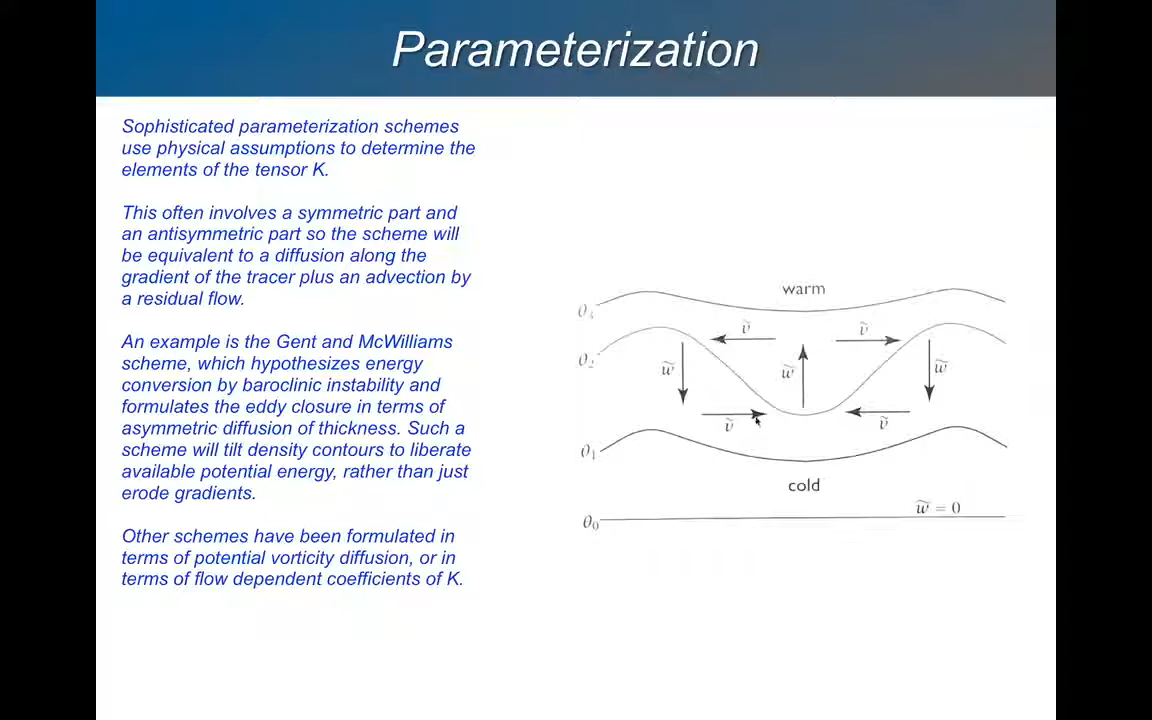 Parameterization
Sophisticated parameterization schemes
use physical assumptions to determine the
elements of the tensor K.
This often involves a symmetric part and
an antisymmetric part so the scheme will
be equivalent to a diffusion along the
gradient of the tracer plus an advection by
a residual flow.
An example is the Gent and McWilliams
scheme, which hypothesizes energy
conversion by baroclinic instability and
formulates the eddy closure in terms of
asymmetric diffusion of thickness. Such a
scheme will tilt density contours to liberate
available potential energy, rather than just
erode gradients.
Other schemes have been formulated in
terms of potential vorticity diffusion, or in
terms of flow dependent coefficients of K.
warm
θ₃
ṽ
ṽ
θ₂
w̃
w̃
w̃
ṽ
ṽ
θ₁
cold
w̃ = 0
θ₀